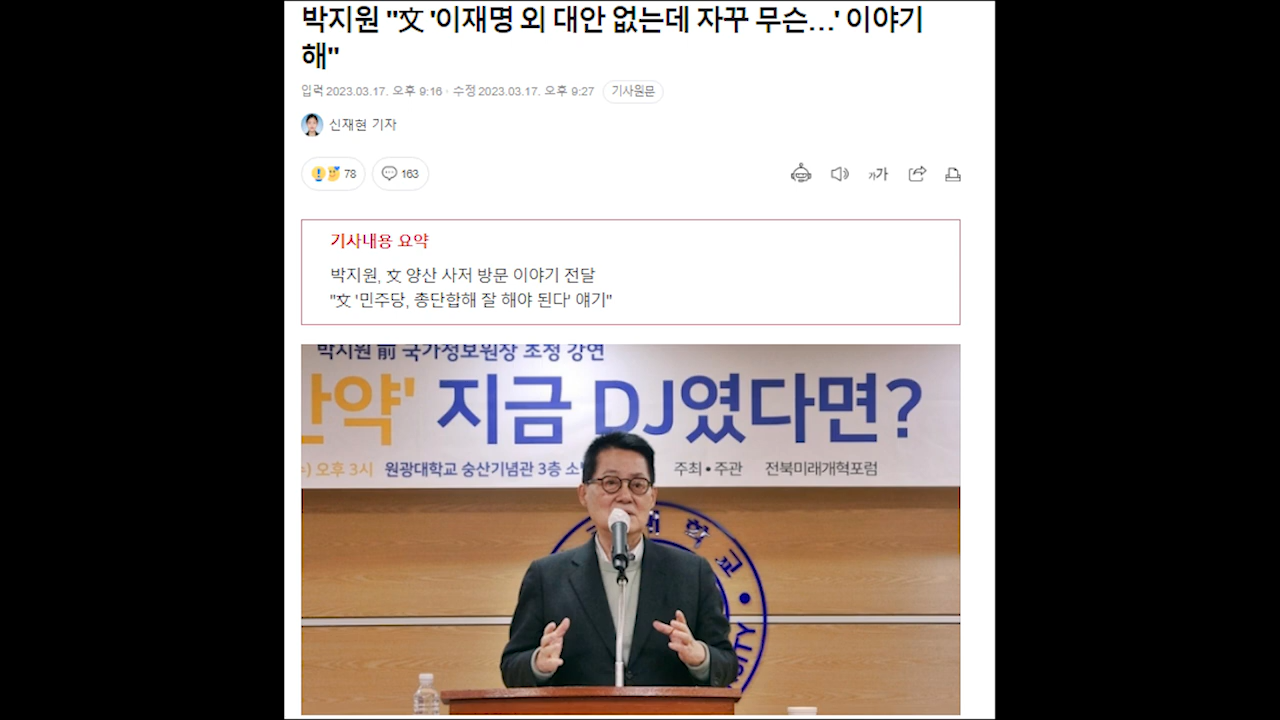 박지원 "文 '이재명 외 대안 없는데 자꾸 무슨…' 이야기
해"
입력 2023.03.17. 오후 9:16 · 수정 2023.03.17. 오후 9:27 기사원문
신재현 기자
78 163
가가
기사내용 요약
박지원, 文 양산 사저 방문 이야기 전달
"文 '민주당, 총단합해 잘 해야 된다' 얘기"
박지원 前 국가정보원장 초청 강연
지금 DJ였다면?
오후 3시 원광대학교 숭산기념관 3층 주최 • 주관 전북미래개혁포럼
학교